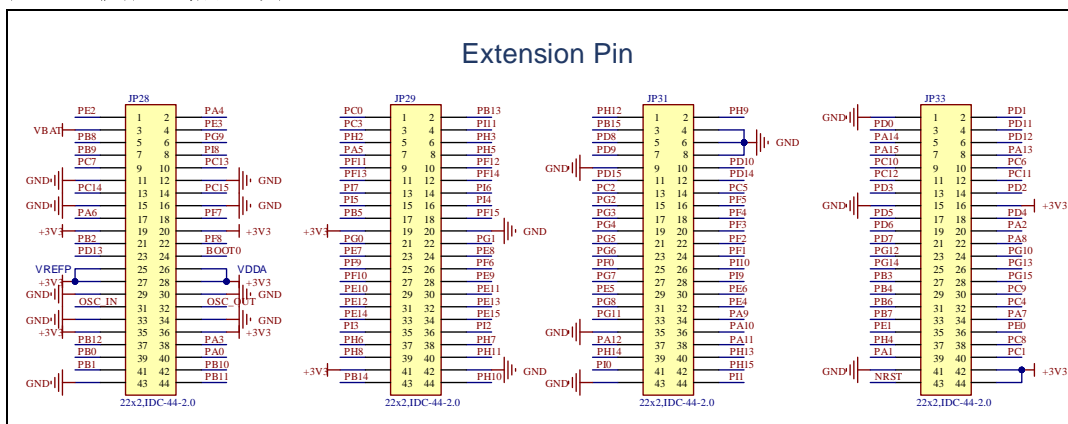 Extension Pin
JP28
PE2 1 2 PA4
VBAT 3 4 PE3
PB8 5 6 PG9
PB9 7 8 PI8
PC7 9 10 PC13
GND 11 12 GND
PC14 13 14 PC15
GND 15 16 GND
PA6 17 18 PF7
+3V3 19 20 +3V3
PB2 21 22 PF8
PD13 23 24 BOOT0
VREFP 25 26 VDDA
+3V3 27 28 +3V3
GND 29 30 GND
OSC_IN 31 32 OSC_OUT
GND 33 34 GND
+3V3 35 36 +3V3
PB12 37 38 PA3
PB0 39 40 PA0
PB1 41 42 PB10
GND 43 44 PB11
22x2,IDC-44-2.0
JP29
PC0 1 2 PB13
PC3 3 4 PI11
PH2 5 6 PH3
PA5 7 8 PH5
PF11 9 10 PF12
PF13 11 12 PF14
PI7 13 14 PI6
PI5 15 16 PI4
PB5 17 18 PF15
+3V3 19 20 GND
PG0 21 22 PG1
PE7 23 24 PE8
PF9 25 26 PF6
PF10 27 28 PE9
PE10 29 30 PE11
PE12 31 32 PE13
PE14 33 34 PE15
PI3 35 36 PI2
PH6 37 38 PH7
PH8 39 40 PH11
+3V3 41 42 GND
PB14 43 44 PH10
22x2,IDC-44-2.0
JP31
PH12 1 2 PH9
PB15 3 4
PD8 5 6 GND
PD9 7 8
GND 9 10 PD10
PD15 11 12 PD14
PC2 13 14 PC5
PG2 15 16 PF5
PG3 17 18 PF4
PG4 19 20 PF3
PG5 21 22 PF2
PG6 23 24 PF1
PF0 25 26 PI10
PG7 27 28 PI9
PE5 29 30 PE6
PG8 31 32 PE4
PG11 33 34 PA9
GND 35 36 PA10
PA12 37 38 PA11
PH14 39 40 PH13
PI0 41 42 PH15
GND 43 44 PI1
22x2,IDC-44-2.0
JP33
GND 1 2 PD1
PD0 3 4 PD11
PA14 5 6 PD12
PA15 7 8 PA13
PC10 9 10 PC6
PC12 11 12 PC11
PD3 13 14 PD2
GND 15 16 +3V3
PD5 17 18 PD4
PD6 19 20 PA2
PD7 21 22 PA8
PG12 23 24 PG10
PG14 25 26 PG13
PB3 27 28 PG15
PB4 29 30 PC9
PB6 31 32 PC4
PB7 33 34 PA7
PE1 35 36 PE0
PH4 37 38 PC8
PA1 39 40 PC1
GND 41 42 +3V3
NRST 43 44
22x2,IDC-44-2.0